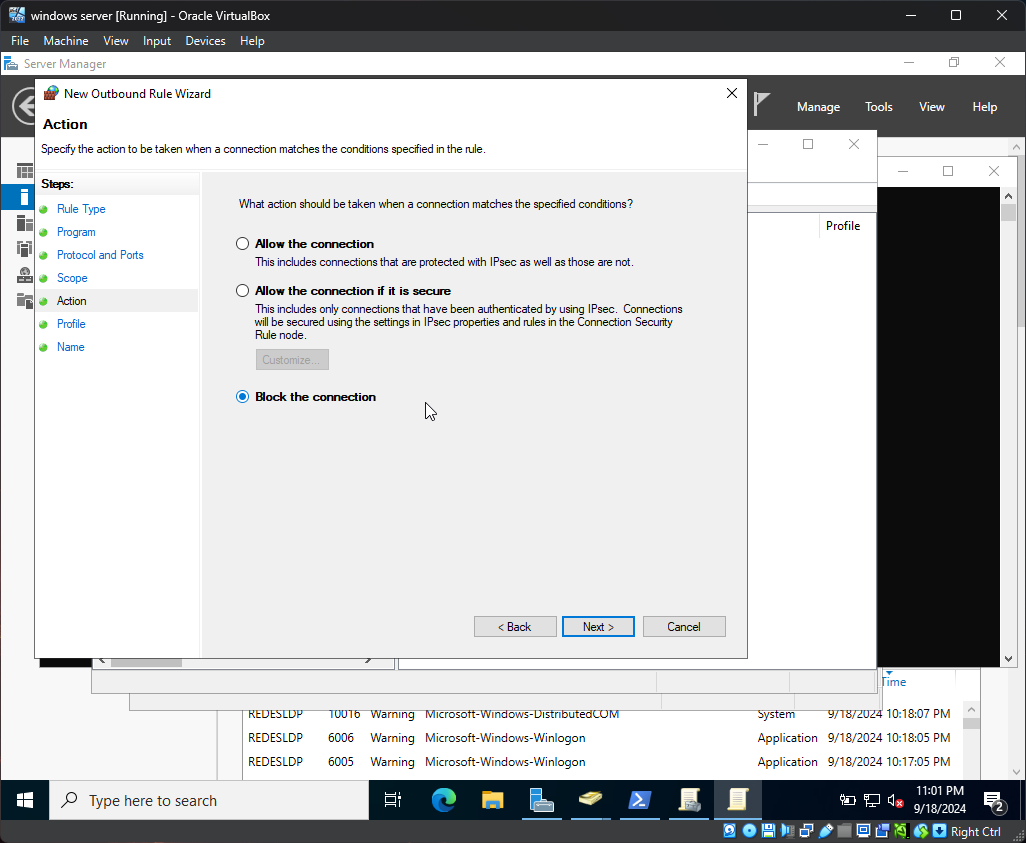 windows server [Running] - Oracle VirtualBox
File Machine View Input Devices Help
Server Manager
Manage Tools View Help
New Outbound Rule Wizard
Action
Specify the action to be taken when a connection matches the conditions specified in the rule.
Steps:
Rule Type
Program
Protocol and Ports
Scope
Action
Profile
Name
What action should be taken when a connection matches the specified conditions?
Allow the connection
This includes connections that are protected with IPsec as well as those are not.
Allow the connection if it is secure
This includes only connections that have been authenticated by using IPsec. Connections
will be secured using the settings in IPsec properties and rules in the Connection Security
Rule node.
Customize...
Block the connection
< Back Next > Cancel
Profile
Time
REDESLDP 10016 Warning Microsoft-Windows-DistributedCOM System 9/18/2024 10:18:07 PM
REDESLDP 6006 Warning Microsoft-Windows-Winlogon Application 9/18/2024 10:18:05 PM
REDESLDP 6005 Warning Microsoft-Windows-Winlogon Application 9/18/2024 10:17:05 PM
Type here to search
11:01 PM
9/18/2024
2
Right Ctrl